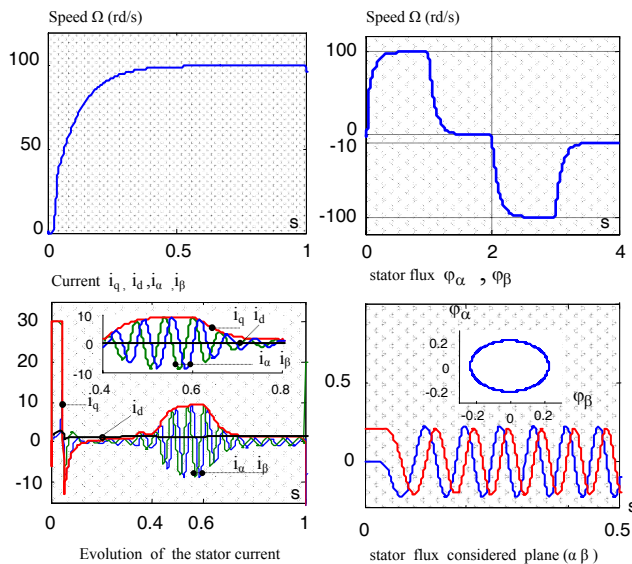 Speed Ω (rd/s)
120
100
50
0
0
0.5
1
s
Speed Ω (rd/s)
100
0
-10
-100
0
2
4
s
Current i_q , i_d ,i_α ,i_β
30
20
10
0
-10
0
0.4
0.6
1
s
10
0
-10
0.4
0.6
0.8
i_q i_d
i_α i_β
i_q
i_d
i_α i_β
Evolution of the stator current
stator flux φ_α , φ_β
0.5
0
0
0.5
s
φ_α
0.2
0
-0.2
-0.2
0
0.2
φ_β
stator flux considered plane (α β)